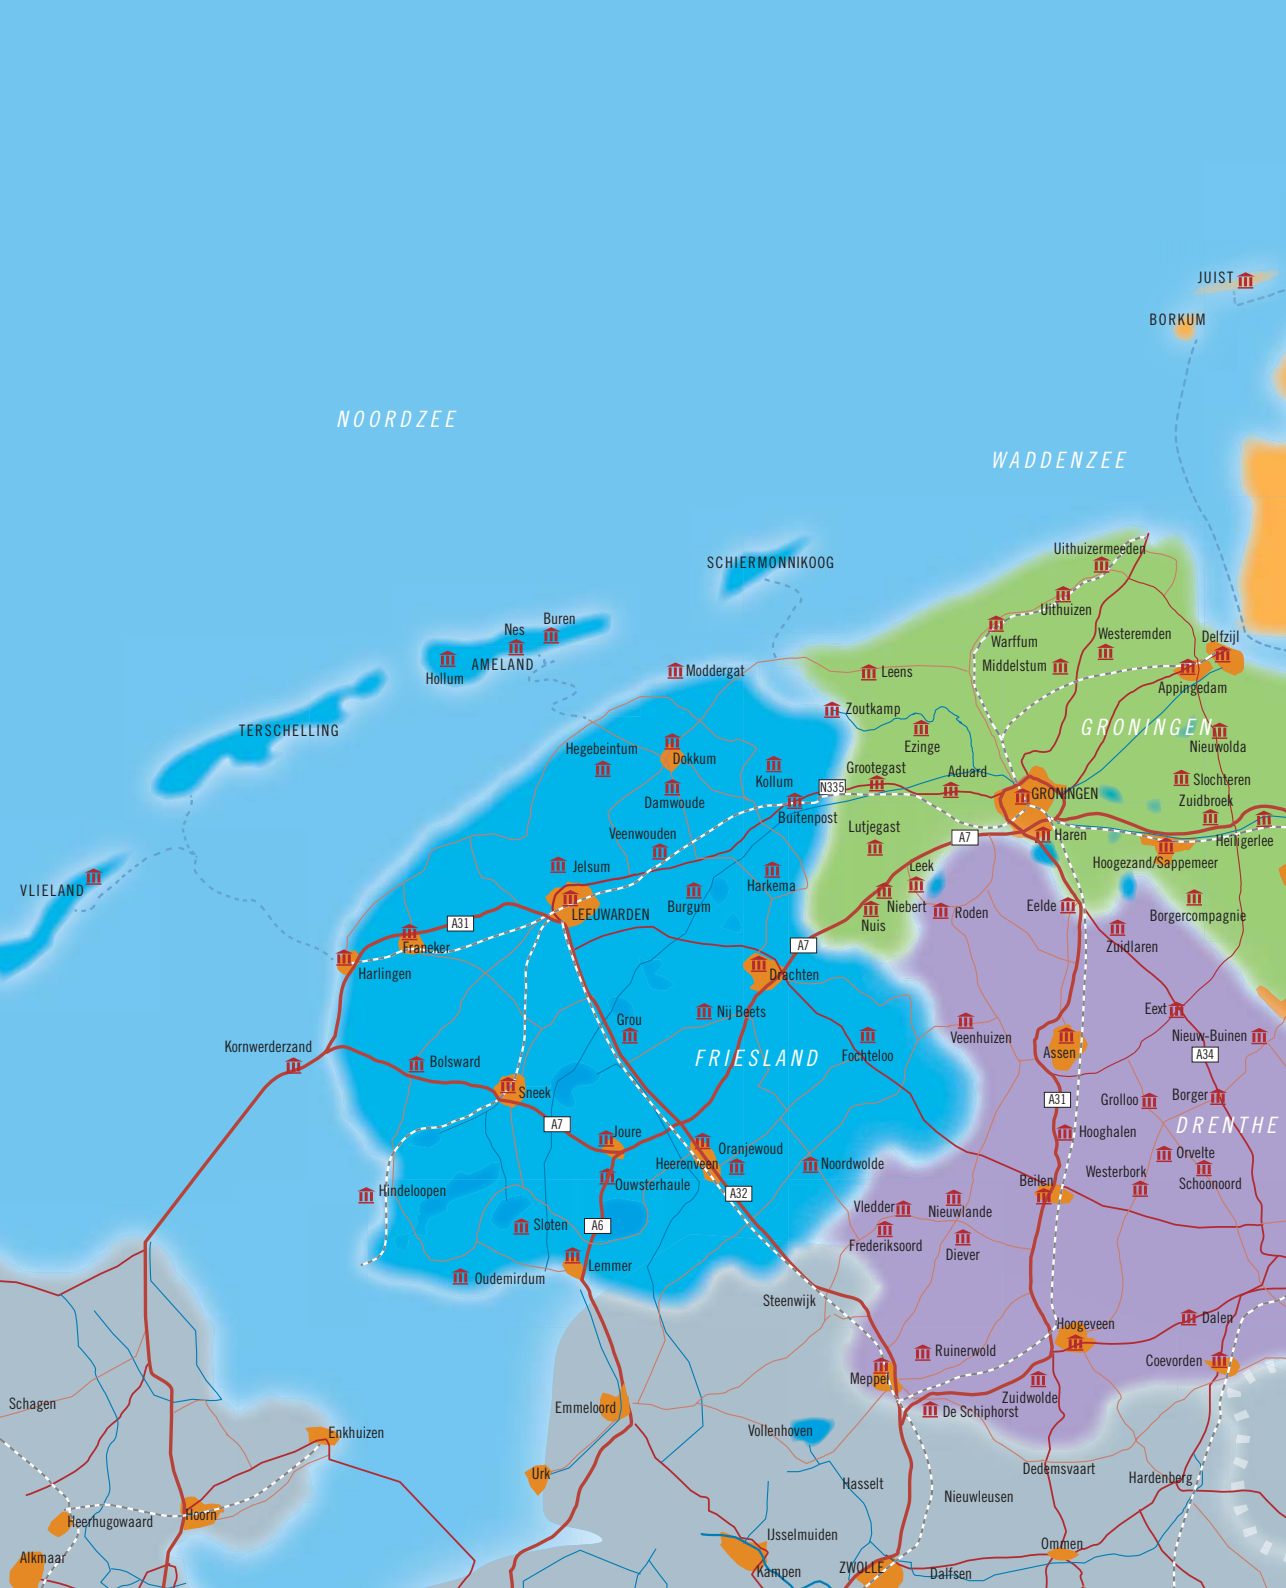 JUIST
BORKUM
NOORDZEE
WADDENZEE
Uithuizermeeden
SCHIERMONNIKOOG
Uithuizen
Buren
Nes
Westeremden
Delfzijl
Warffum
AMELAND
Middelstum
Hollum
Moddergat
Leens
Appingedam
Zoutkamp
GRONINGEN
TERSCHELLING
Ezinge
Nieuwolda
Hegebeintum
Dokkum
Grootegast
Aduard
Slochteren
Kollum
N335
GRONINGEN
Zuidbroek
Damwoude
Buitenpost
Lutjegast
Veenwouden
A7
Haren
Heiligerlee
Jelsum
Leek
Hoogezand/Sappemeer
VLIELAND
Harkema
Burgum
Niebert
Roden
Eelde
LEEUWARDEN
Borgercompagnie
A31
Nuis
Franeker
A7
Zuidlaren
Harlingen
Drachten
Eext
Nij Beets
Grou
Veenhuizen
Nieuw-Buinen
Kornwerderzand
FRIESLAND
Fochteloo
Assen
A34
Bolsward
Sneek
A31
Grolloo
Borger
A7
DRENTHE
Joure
Hooghalen
Oranjewoud
Orvelte
Heerenveen
Noordwolde
Westerbork
Schoonoord
Beilen
Ouwsterhaule
Hindeloopen
A32
Vledder
Nieuwlande
Sloten
A6
Frederiksoord
Diever
Lemmer
Oudemirdum
Steenwijk
Dalen
Hoogeveen
Ruinerwold
Coevorden
Meppel
Zuidwolde
Schagen
Emmeloord
De Schiphorst
Enkhuizen
Vollenhoven
Urk
Dedemsvaart
Hardenberg
Hasselt
Nieuwleusen
Hoorn
Heerhugowaard
IJsselmuiden
Ommen
Alkmaar
Kampen
ZWOLLE
Dalfsen